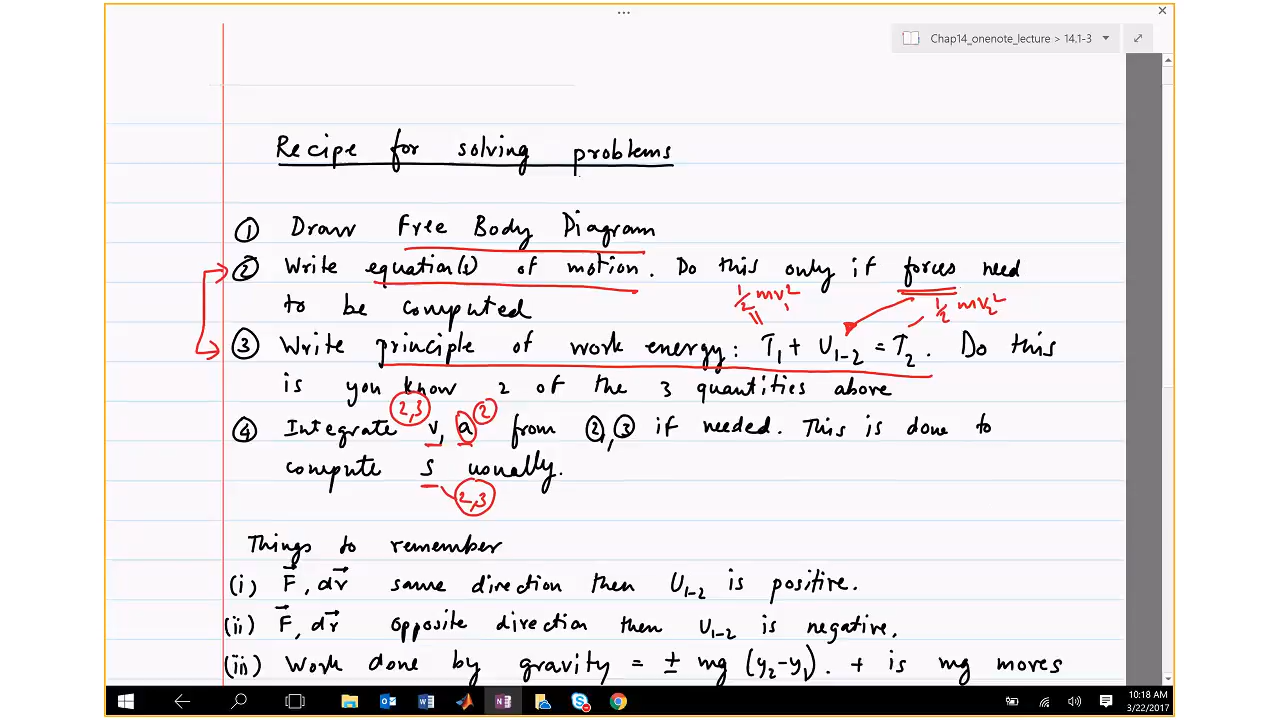 ...
Chap14_onenote_lecture > 14.1-3
Recipe for solving problems
① Draw Free Body Diagram
② Write equation(s) of motion. Do this only if forces need
to be computed
½ mv₁² ½ mv₂²
③ Write principle of work energy: T₁ + U₁₋₂ = T₂. Do this
is you know 2 of the 3 quantities above
2,3 2
④ Integrate v, a from ②,③ if needed. This is done to
compute s usually.
2,3
Things to remember
(i) F⃗, dr⃗ same direction then U₁₋₂ is positive.
(ii) F⃗, dr⃗ opposite direction then U₁₋₂ is negative.
(iii) Work done by gravity = ± mg (y₂-y₁). + is mg moves
10:18 AM
3/22/2017